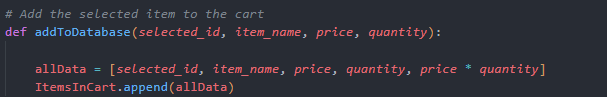 # Add the selected item to the cart
def addToDatabase(selected_id, item_name, price, quantity):
allData = [selected_id, item_name, price, quantity, price * quantity]
ItemsInCart.append(allData)